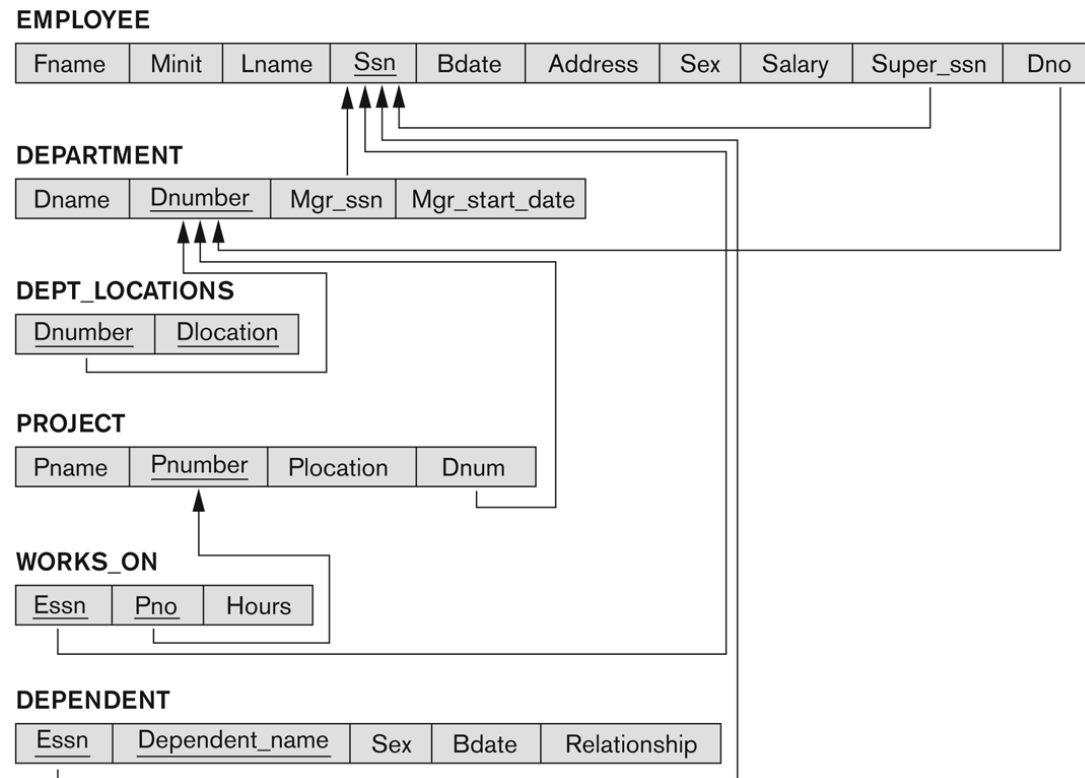 EMPLOYEE
Fname Minit Lname Ssn Bdate Address Sex Salary Super_ssn Dno
DEPARTMENT
Dname Dnumber Mgr_ssn Mgr_start_date
DEPT_LOCATIONS
Dnumber Dlocation
PROJECT
Pname Pnumber Plocation Dnum
WORKS_ON
Essn Pno Hours
DEPENDENT
Essn Dependent_name Sex Bdate Relationship